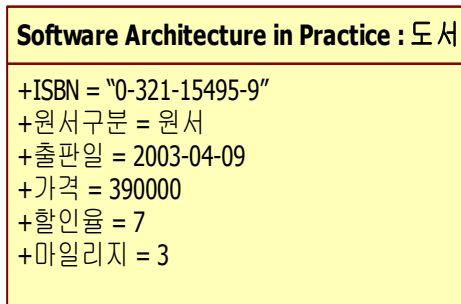 Software Architecture in Practice : 도서
+ISBN = “0-321-15495-9”
+원서구분 = 원서
+출판일 = 2003-04-09
+가격 = 390000
+할인율 = 7
+마일리지 = 3